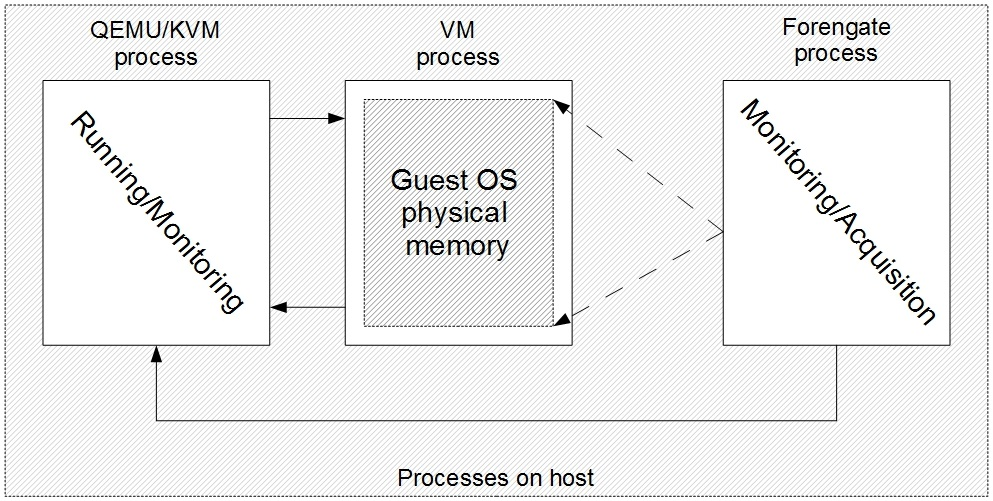 QEMU/KVM
process
VM
process
Forengate
process
Running/Monitoring
Guest OS
physical
memory
Monitoring/Acquisition
Processes on host